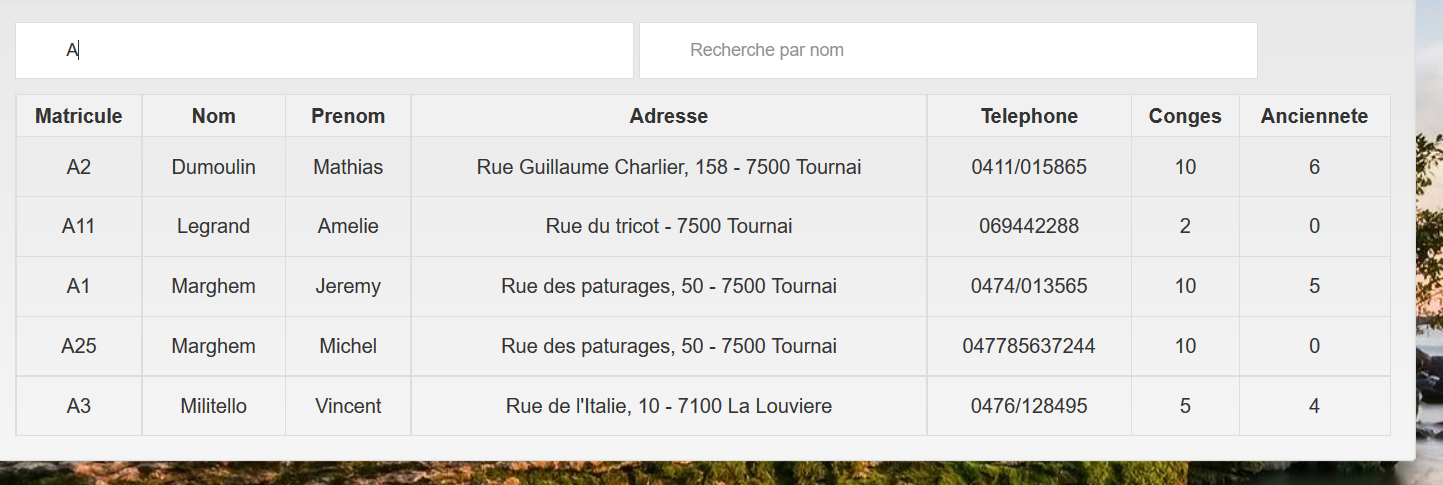 A Recherche par nom
Matricule Nom Prenom Adresse Telephone Conges Anciennete
A2 Dumoulin Mathias Rue Guillaume Charlier, 158 - 7500 Tournai 0411/015865 10 6
A11 Legrand Amelie Rue du tricot - 7500 Tournai 069442288 2 0
A1 Marghem Jeremy Rue des paturages, 50 - 7500 Tournai 0474/013565 10 5
A25 Marghem Michel Rue des paturages, 50 - 7500 Tournai 047785637244 10 0
A3 Militello Vincent Rue de l'Italie, 10 - 7100 La Louviere 0476/128495 5 4